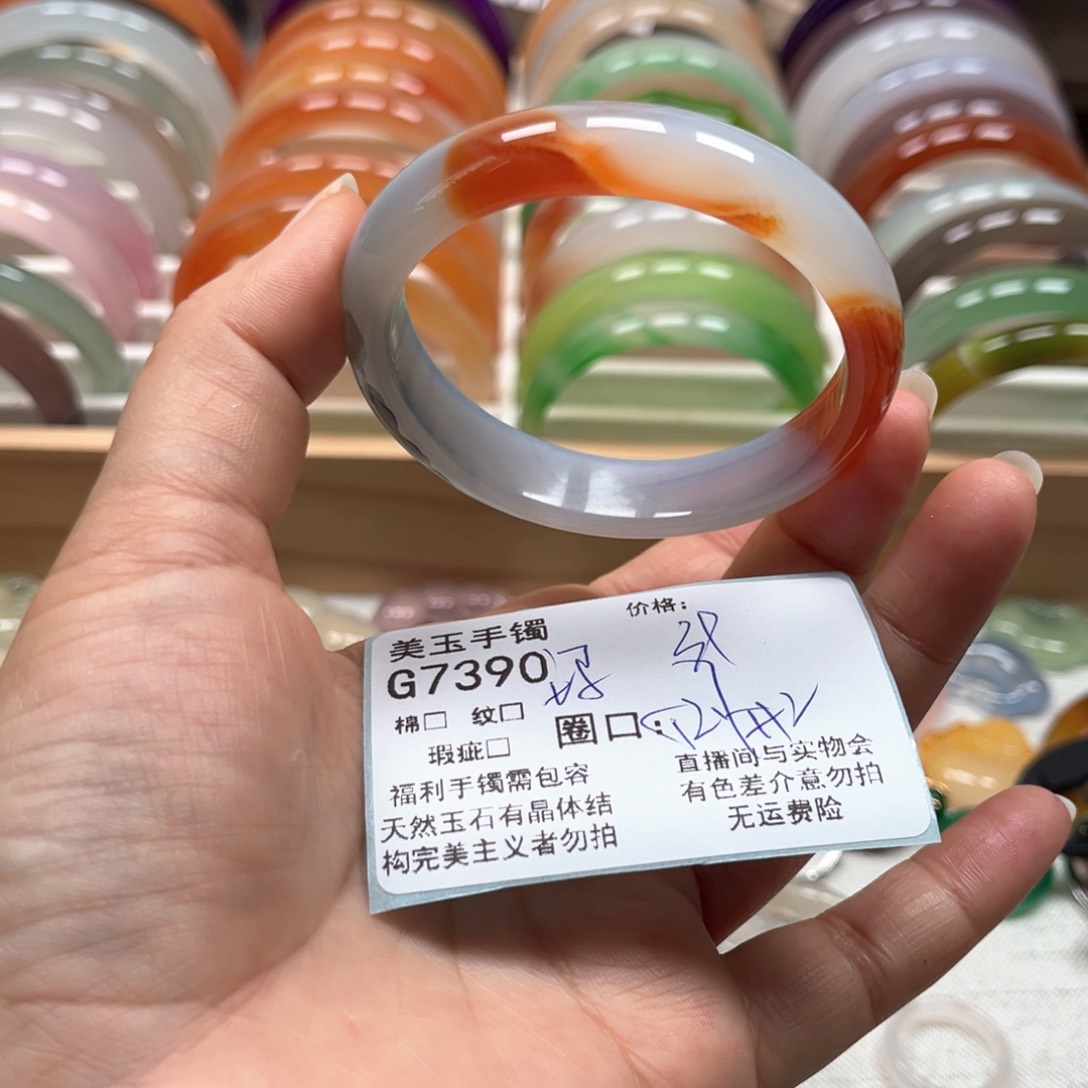 美玉手镯
价格:
G7390
棉□ 纹□
圈口:
瑕疵□
福利手镯需包容
天然玉石有晶体结
构完美主义者勿拍
直播间与实物会
有色差介意勿拍
无运费险